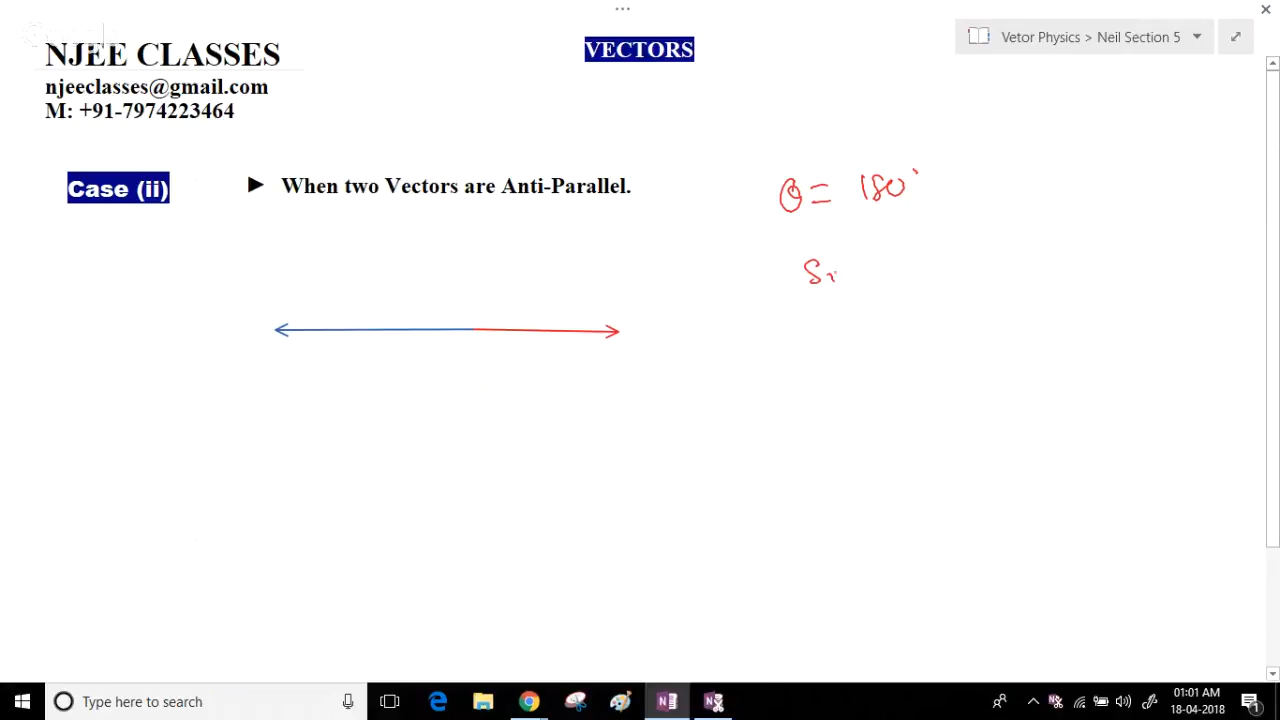 VECTORS
Vetor Physics > Neil Section 5
NJEE CLASSES
njeeclasses@gmail.com
M: +91-7974223464
Case (ii)
► When two Vectors are Anti-Parallel.
θ = 180°
Type here to search
01:01 AM
18-04-2018